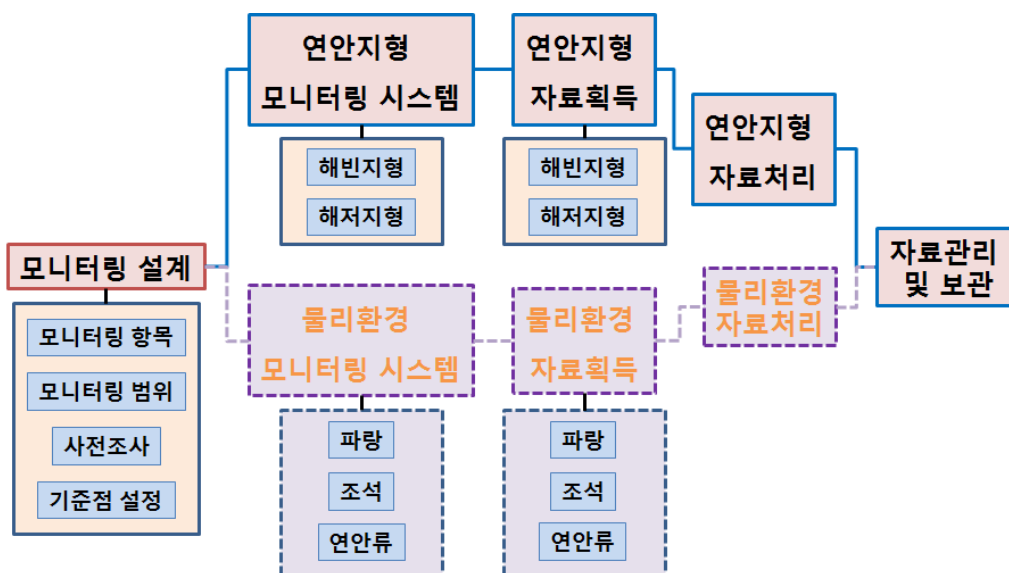 모니터링 설계
모니터링 항목
모니터링 범위
사전조사
기준점 설정
연안지형
모니터링 시스템
해빈지형
해저지형
연안지형
자료획득
해빈지형
해저지형
연안지형
자료처리
물리환경
모니터링 시스템
파랑
조석
연안류
물리환경
자료획득
파랑
조석
연안류
물리환경
자료처리
자료관리
및 보관